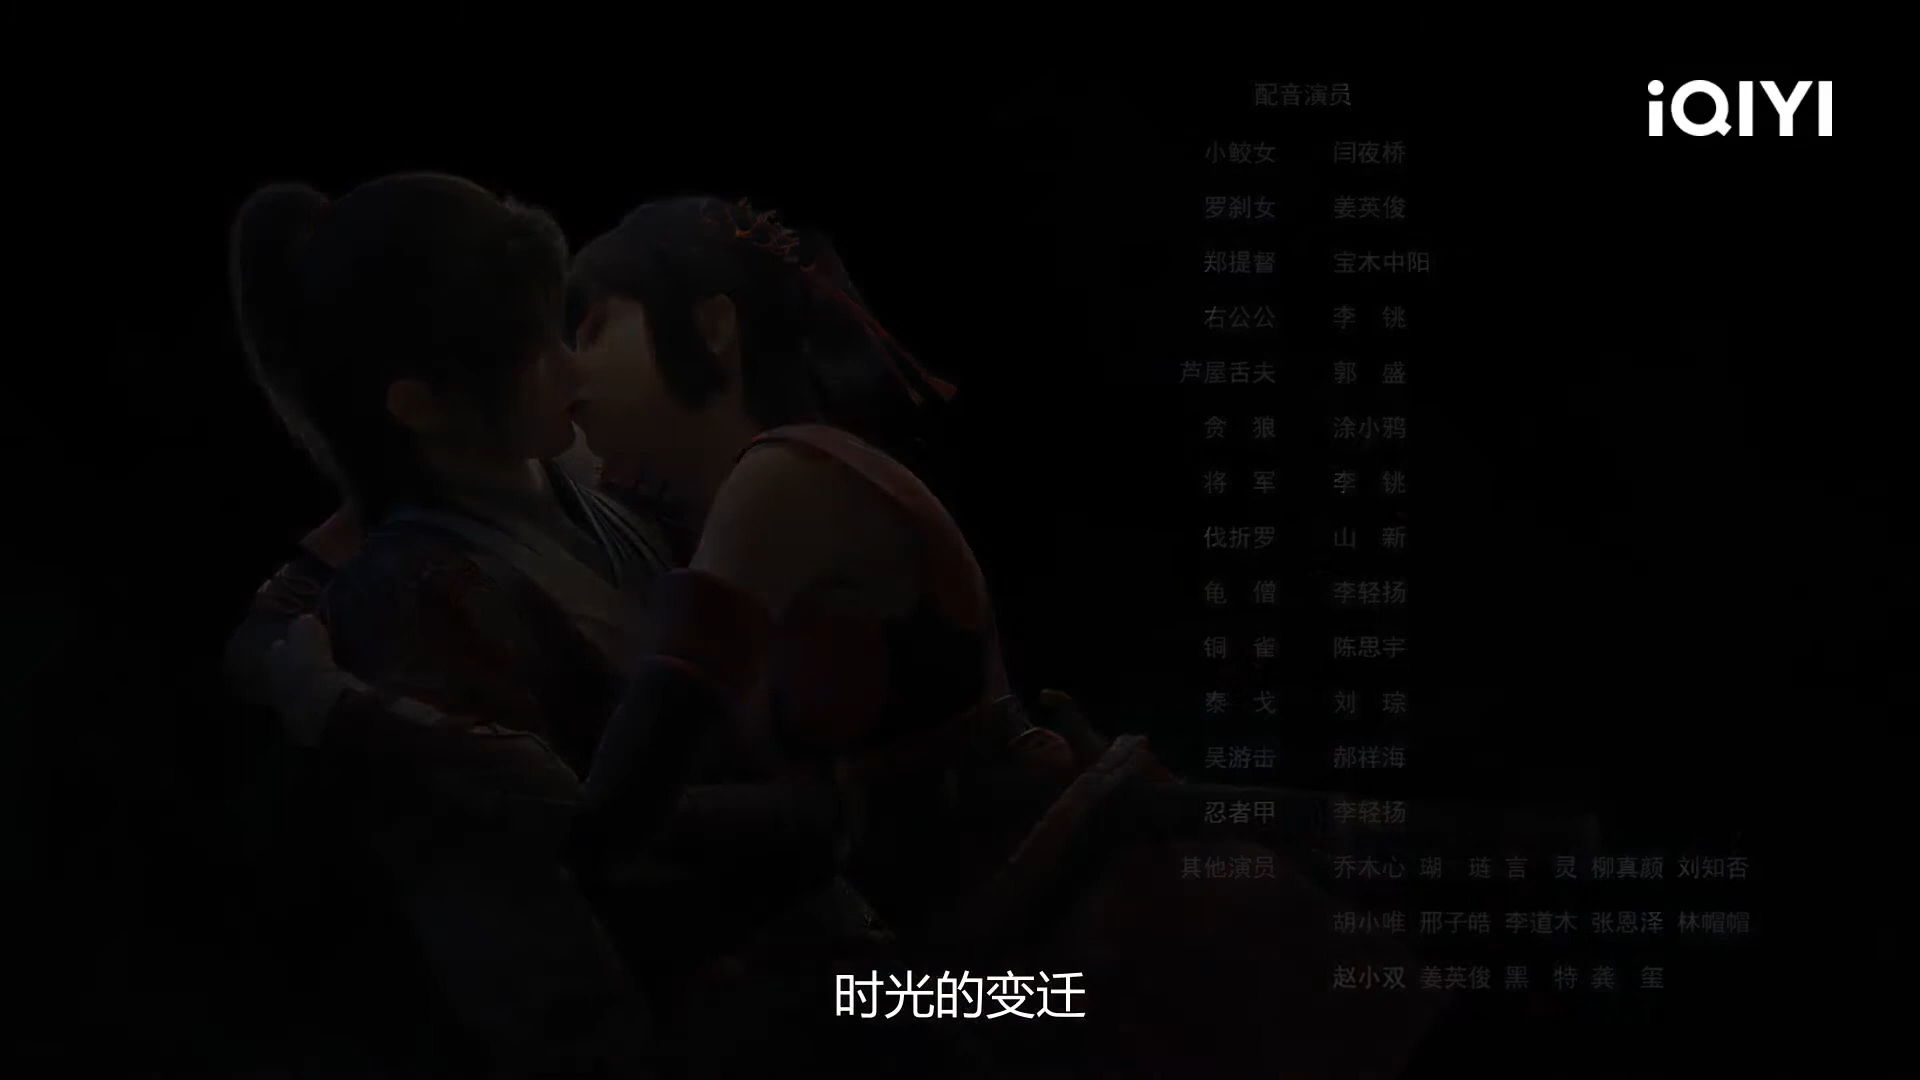 iQIYI
配音演员
小鲛女 闫夜桥
罗刹女 姜英俊
郑提督 宝木中阳
右公公 李 铫
芦屋舌夫 郭 盛
贪 狼 涂小鸦
将 军 李 铫
伐折罗 山 新
龟 僧 李轻扬
铜 雀 陈思宇
泰 戈 刘 琮
吴游击 郝祥海
忍者甲 李轻扬
其他演员 乔木心 瑚 琏 言 灵 柳真颜 刘知否
胡小唯 邢子皓 李道木 张恩泽 林帽帽
赵小双 姜英俊 黑 特 龚 玺
时光的变迁